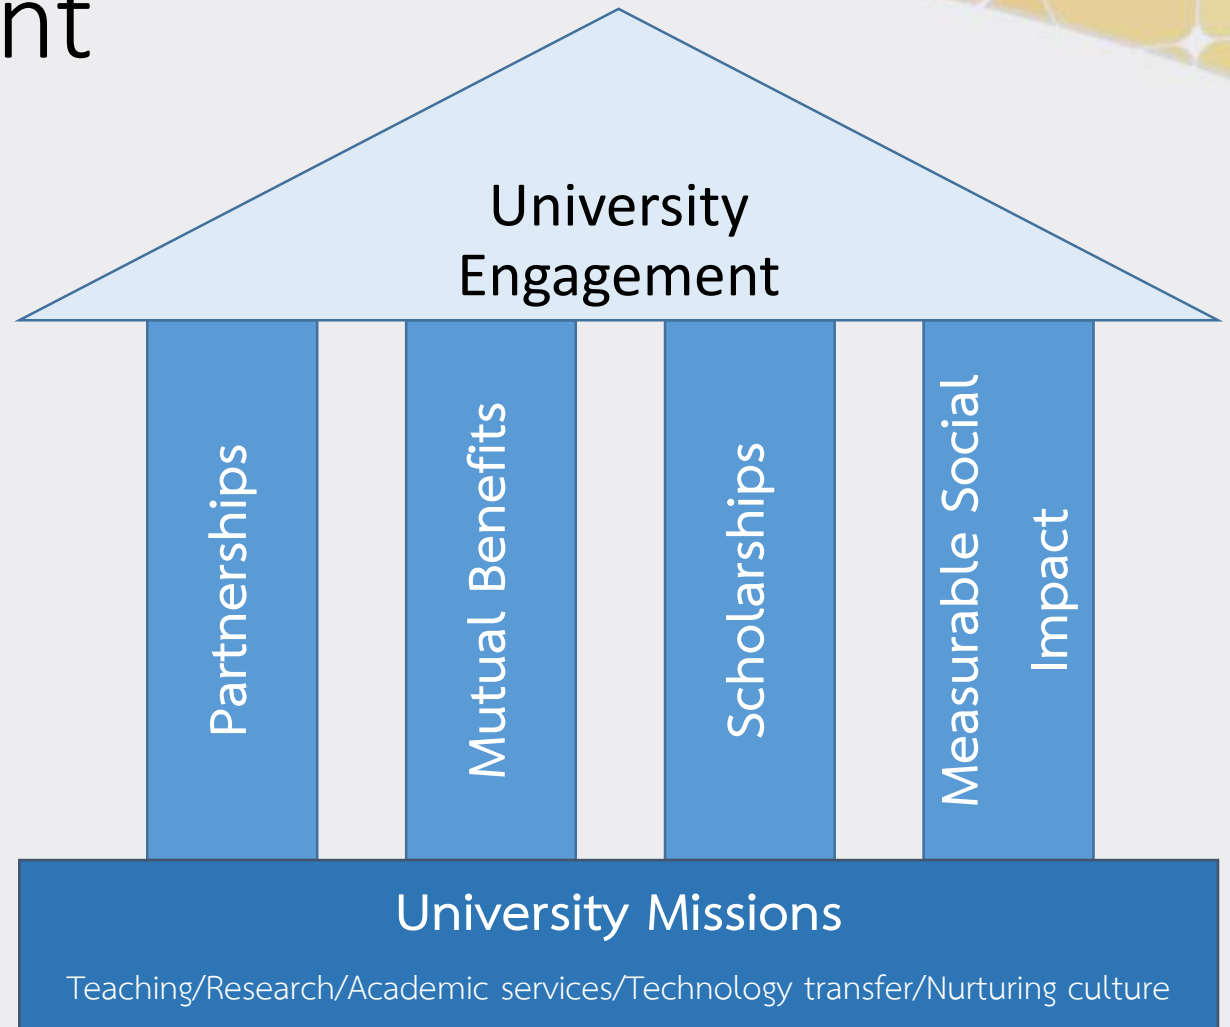 nt
University
Engagement
Partnerships
Mutual Benefits
Scholarships
Measurable Social
Impact
University Missions
Teaching/Research/Academic services/Technology transfer/Nurturing culture